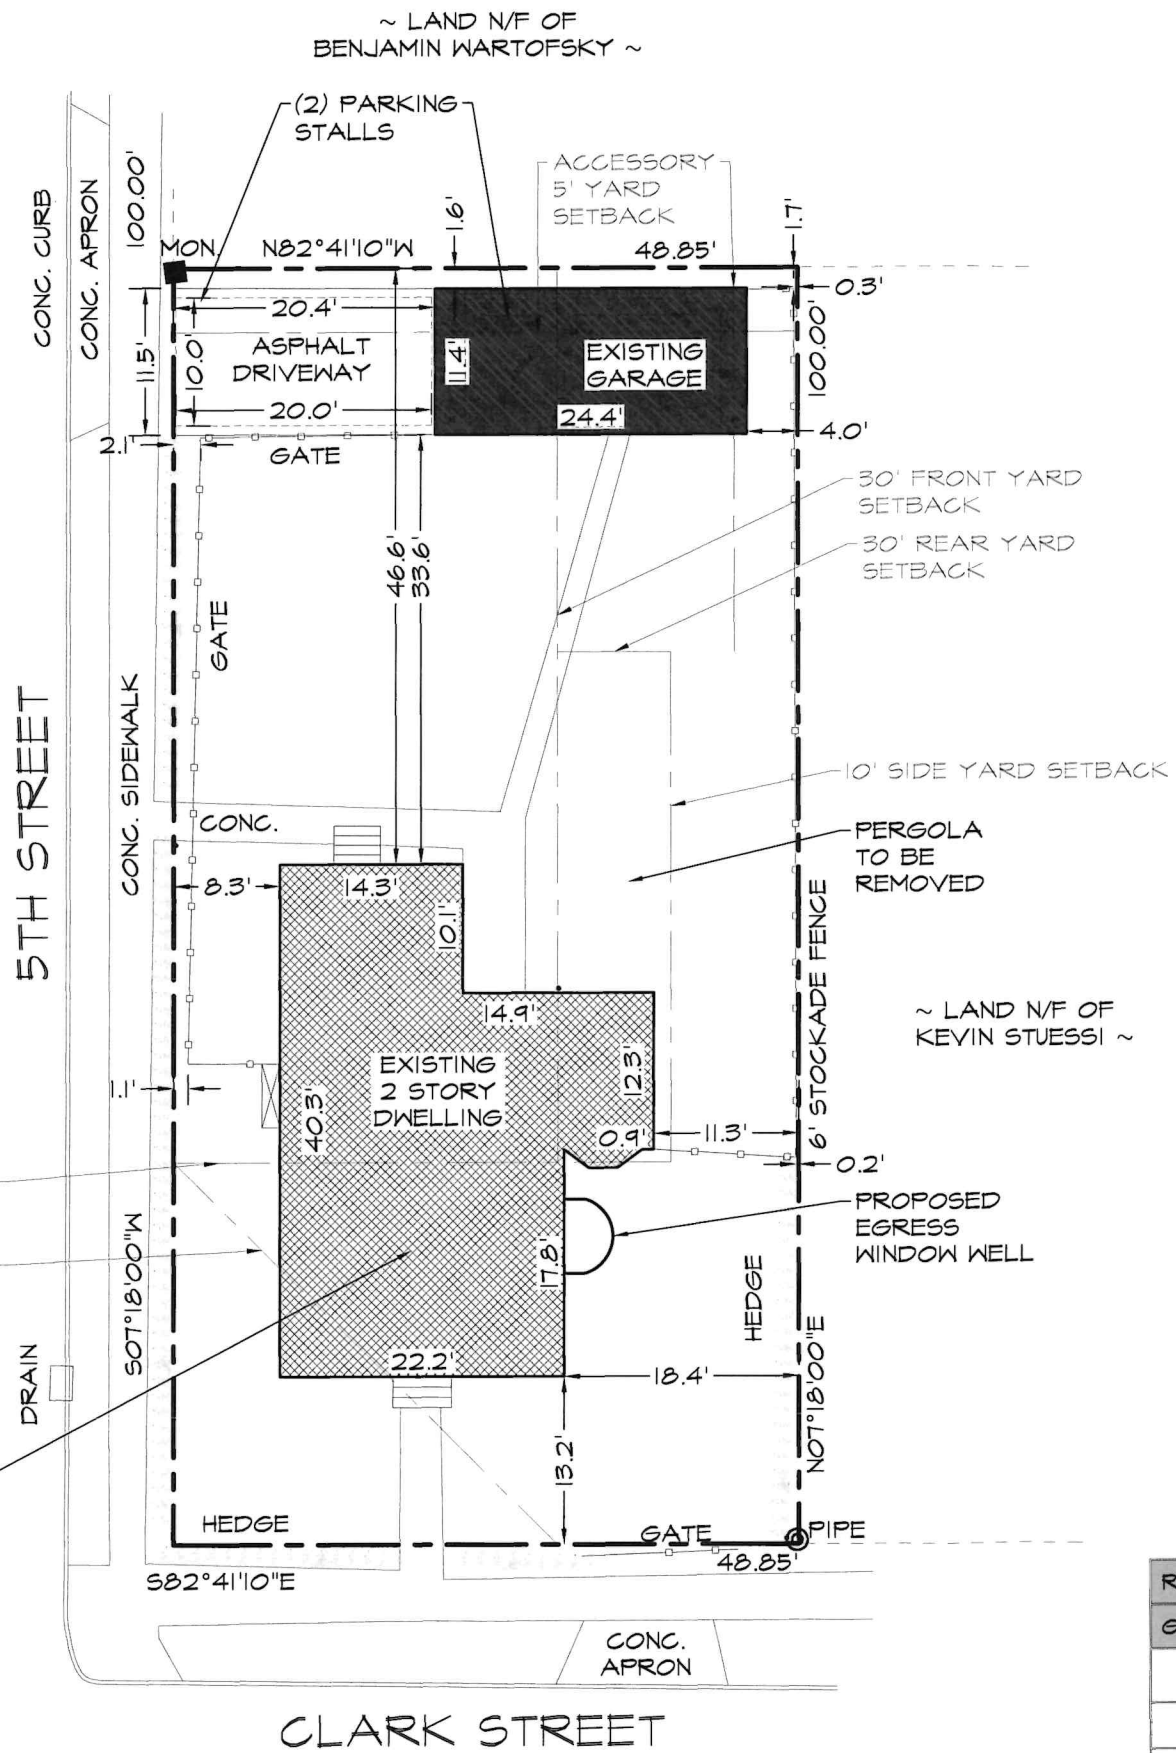 ~ LAND N/F OF
BENJAMIN WARTOFSKY ~
(2) PARKING
STALLS
ACCESSORY
5' YARD
SETBACK
CONC. CURB
CONC. APRON
100.00'
MON.
N82°41'10"W
1.6'
48.85'
1.7'
0.3'
20.4'
11.5'
10.0'
ASPHALT
DRIVEWAY
20.0'
11.4'
EXISTING
GARAGE
24.4'
100.00'
4.0'
2.1'
GATE
30' FRONT YARD
SETBACK
30' REAR YARD
SETBACK
46.6'
33.6'
GATE
5TH STREET
CONC. SIDEWALK
10' SIDE YARD SETBACK
CONC.
PERGOLA
TO BE
REMOVED
8.3'
14.3'
10.1'
6' STOCKADE FENCE
14.9'
~ LAND N/F OF
KEVIN STUESSI ~
EXISTING
2 STORY
DWELLING
1.1'
40.3'
12.3'
0.9'
11.3'
0.2'
PROPOSED
EGRESS
WINDOW WELL
S07°18'00"W
17.8'
HEDGE
DRAIN
22.2'
18.4'
N07°18'00"E
13.2'
HEDGE
GATE
PIPE
48.85'
S82°41'10"E
CONC.
APRON
CLARK STREET
R